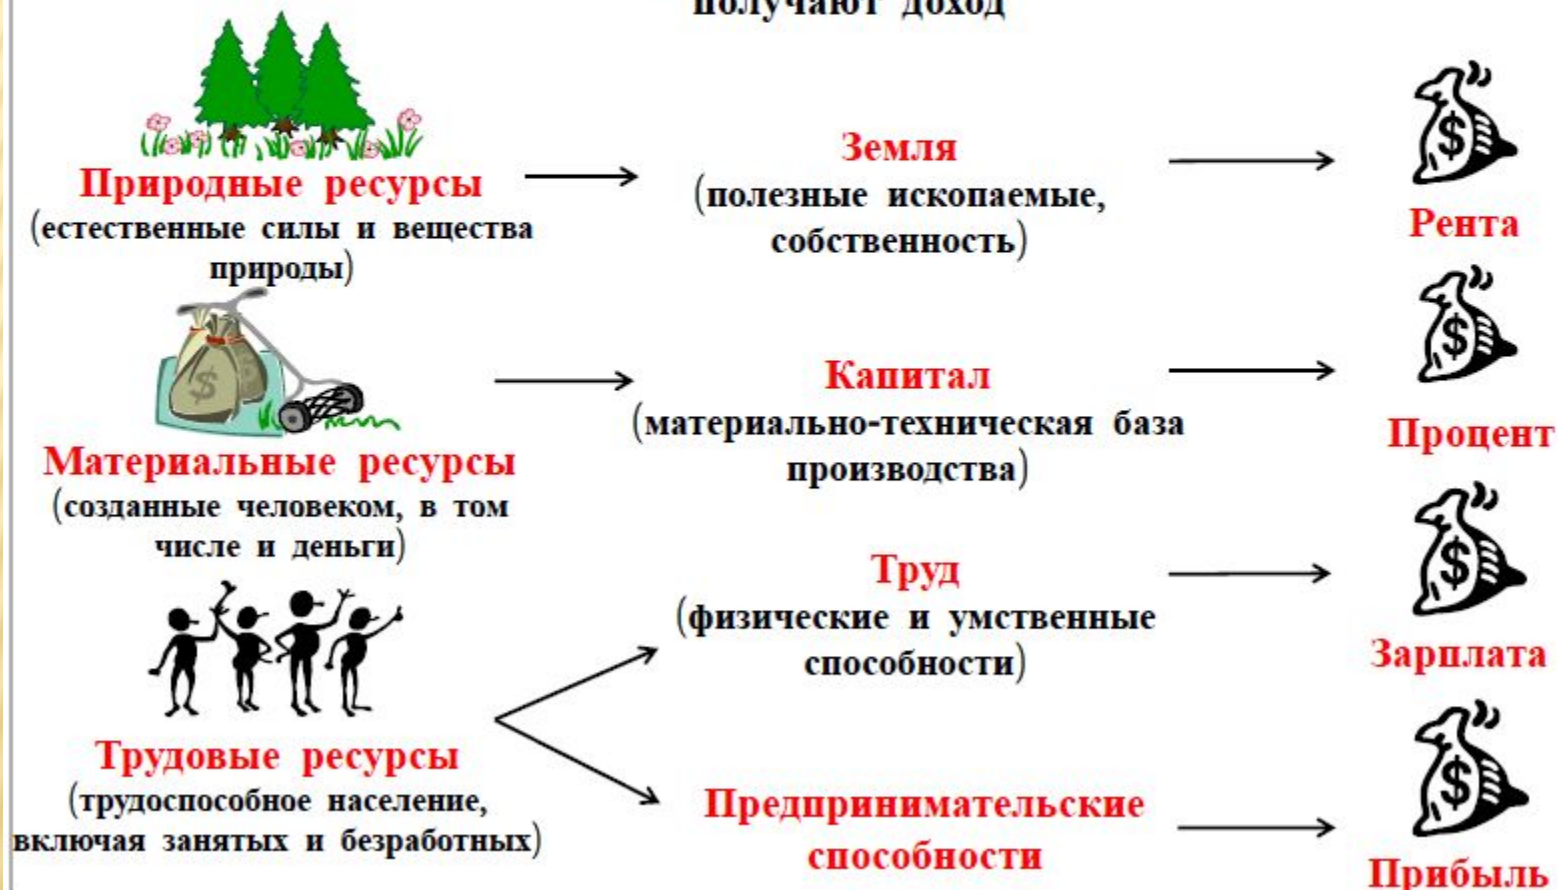 получают доход
Природные ресурсы
(естественные силы и вещества
природы)
Земля
(полезные ископаемые,
собственность)
Рента
Материальные ресурсы
(созданные человеком, в том
числе и деньги)
Капитал
(материально-техническая база
производства)
Процент
Трудовые ресурсы
(трудоспособное население,
включая занятых и безработных)
Труд
(физические и умственные
способности)
Зарплата
Предпринимательские
способности
Прибыль